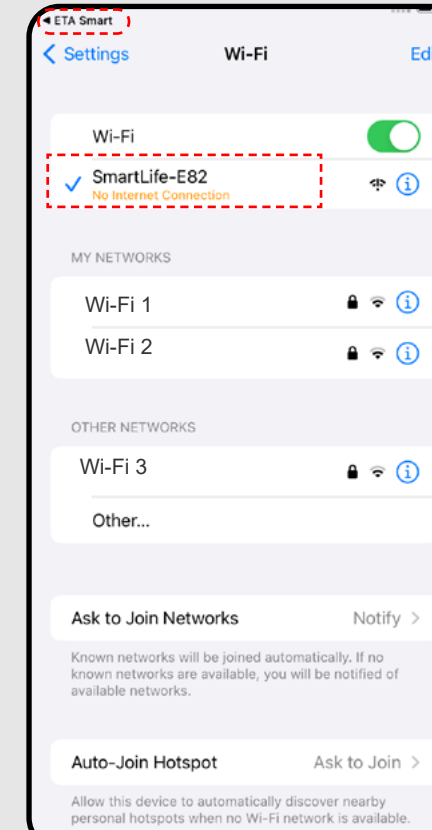 ◀ ETA Smart
Settings
Wi-Fi
Edi
Wi-Fi
SmartLife-E82
No Internet Connection
MY NETWORKS
Wi-Fi 1
Wi-Fi 2
OTHER NETWORKS
Wi-Fi 3
Other...
Ask to Join Networks
Notify >
Known networks will be joined automatically. If no
known networks are available, you will be notified of
available networks.
Auto-Join Hotspot
Ask to Join >
Allow this device to automatically discover nearby
personal hotspots when no Wi-Fi network is available.